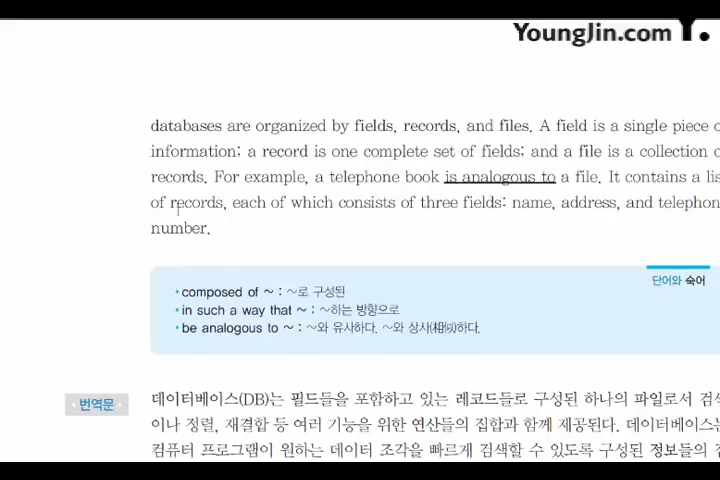 YoungJin.com Y.
databases are organized by fields, records, and files. A field is a single piece
information; a record is one complete set of fields; and a file is a collection
records. For example, a telephone book is analogous to a file. It contains a
of records, each of which consists of three fields: name, address, and
number.
단어와 숙어
• composed of ~ : ~로 구성된
• in such a way that ~ : ~하는 방향으로
• be analogous to ~ : ~와 유사하다. ~와 상사(相似)하다.
• 번역문 •
데이터베이스(DB)는 필드들을 포함하고 있는 레코드들로 구성된 하나의 파일로서
이나 정렬, 재결합 등 여러 기능을 위한 연산들의 집합과 함께 제공된다.
컴퓨터 프로그램이 원하는 데이터 조각을 빠르게 검색할 수 있도록 구성된 정보들의